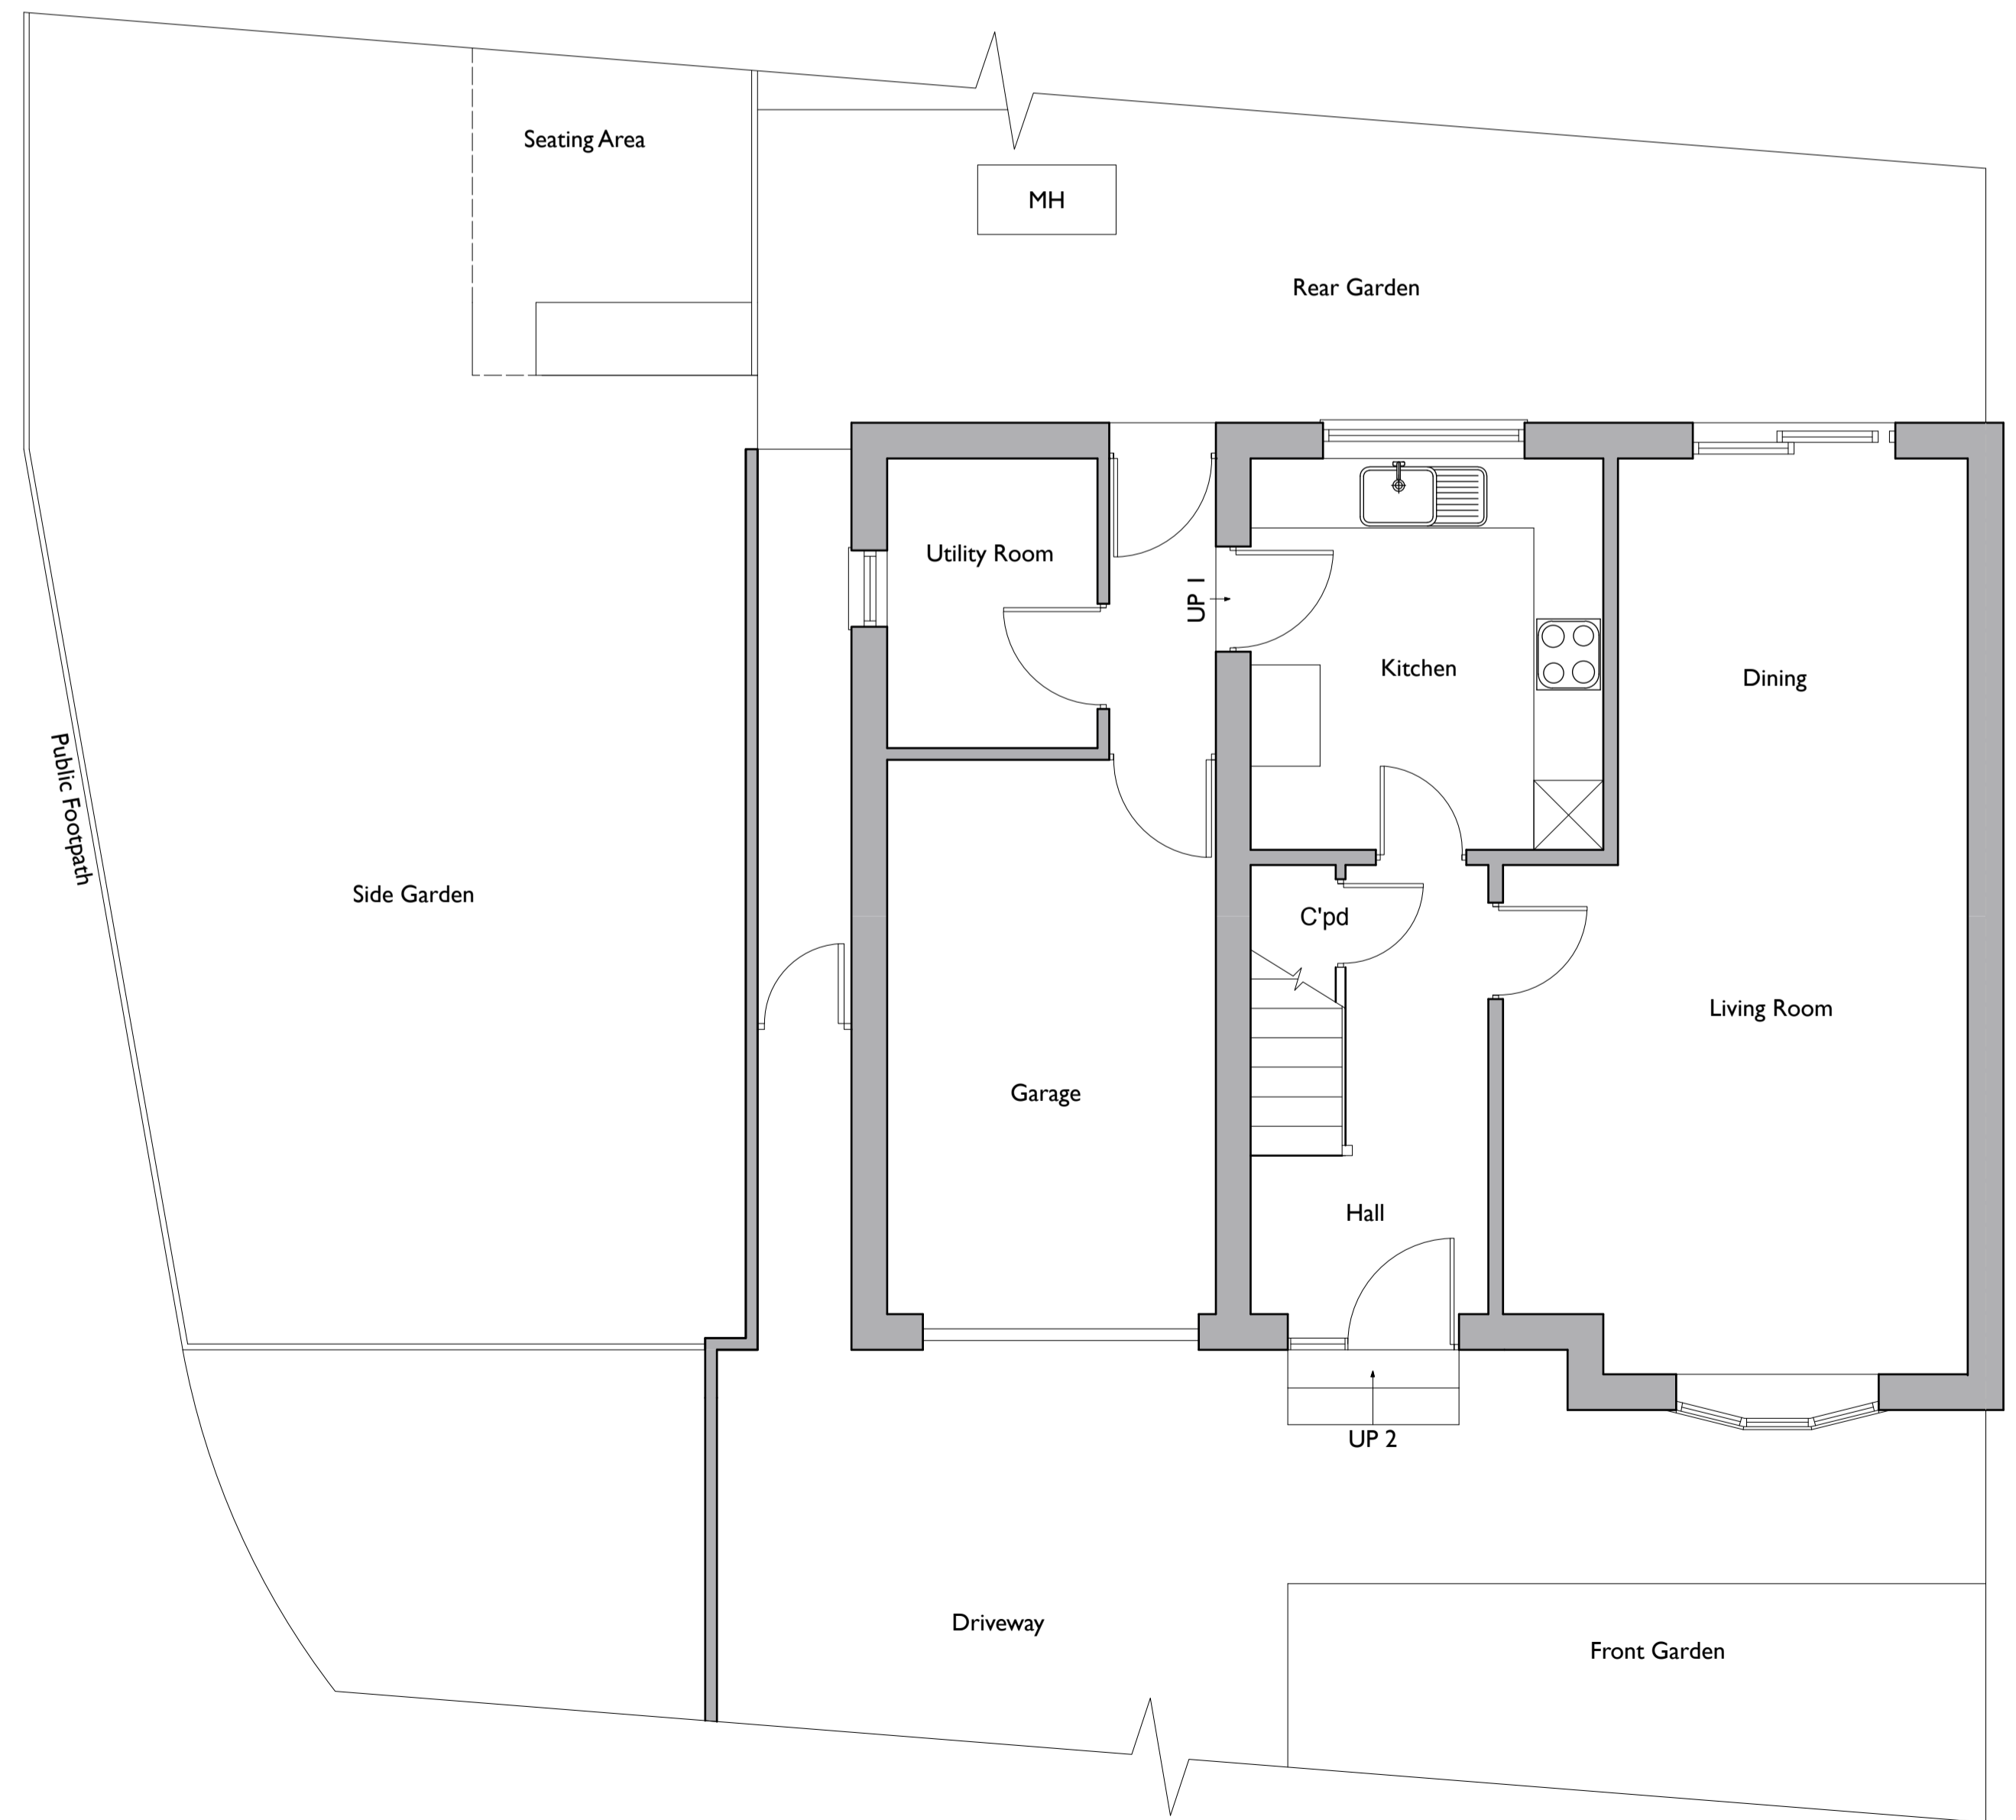 Seating Area
MH
Rear Garden
Utility Room
UP 1
Kitchen
Dining
Public Footpath
Side Garden
C'pd
Living Room
Garage
Hall
UP 2
Driveway
Front Garden